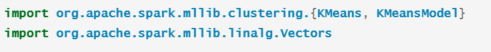 import org.apache.spark.mllib.clustering.{KMeans, KMeansModel}
import org.apache.spark.mllib.linalg.Vectors